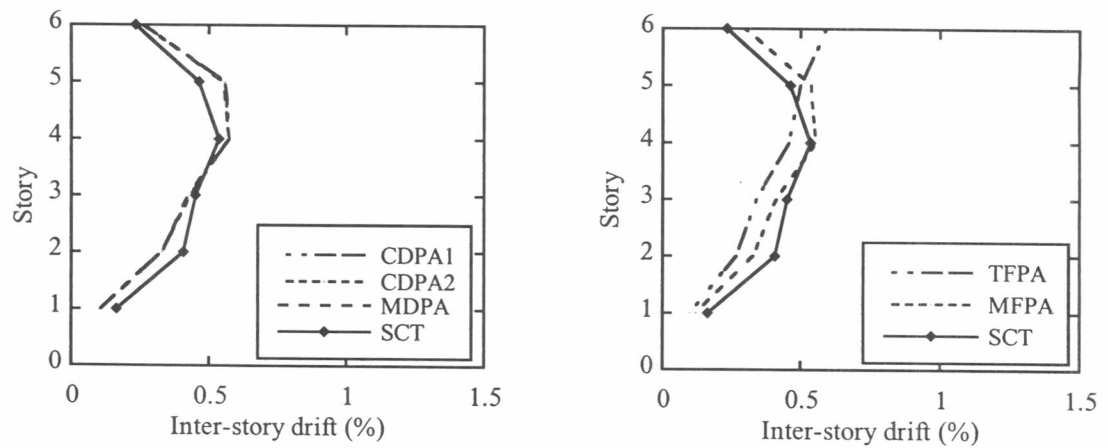 6
5
4
3
2
1
0
Story
CDPA1
CDPA2
MDPA
SCT
0 0.5 1 1.5
Inter-story drift (%)
6
5
4
3
2
1
0
Story
TFPA
MFPA
SCT
0 0.5 1 1.5
Inter-story drift (%)